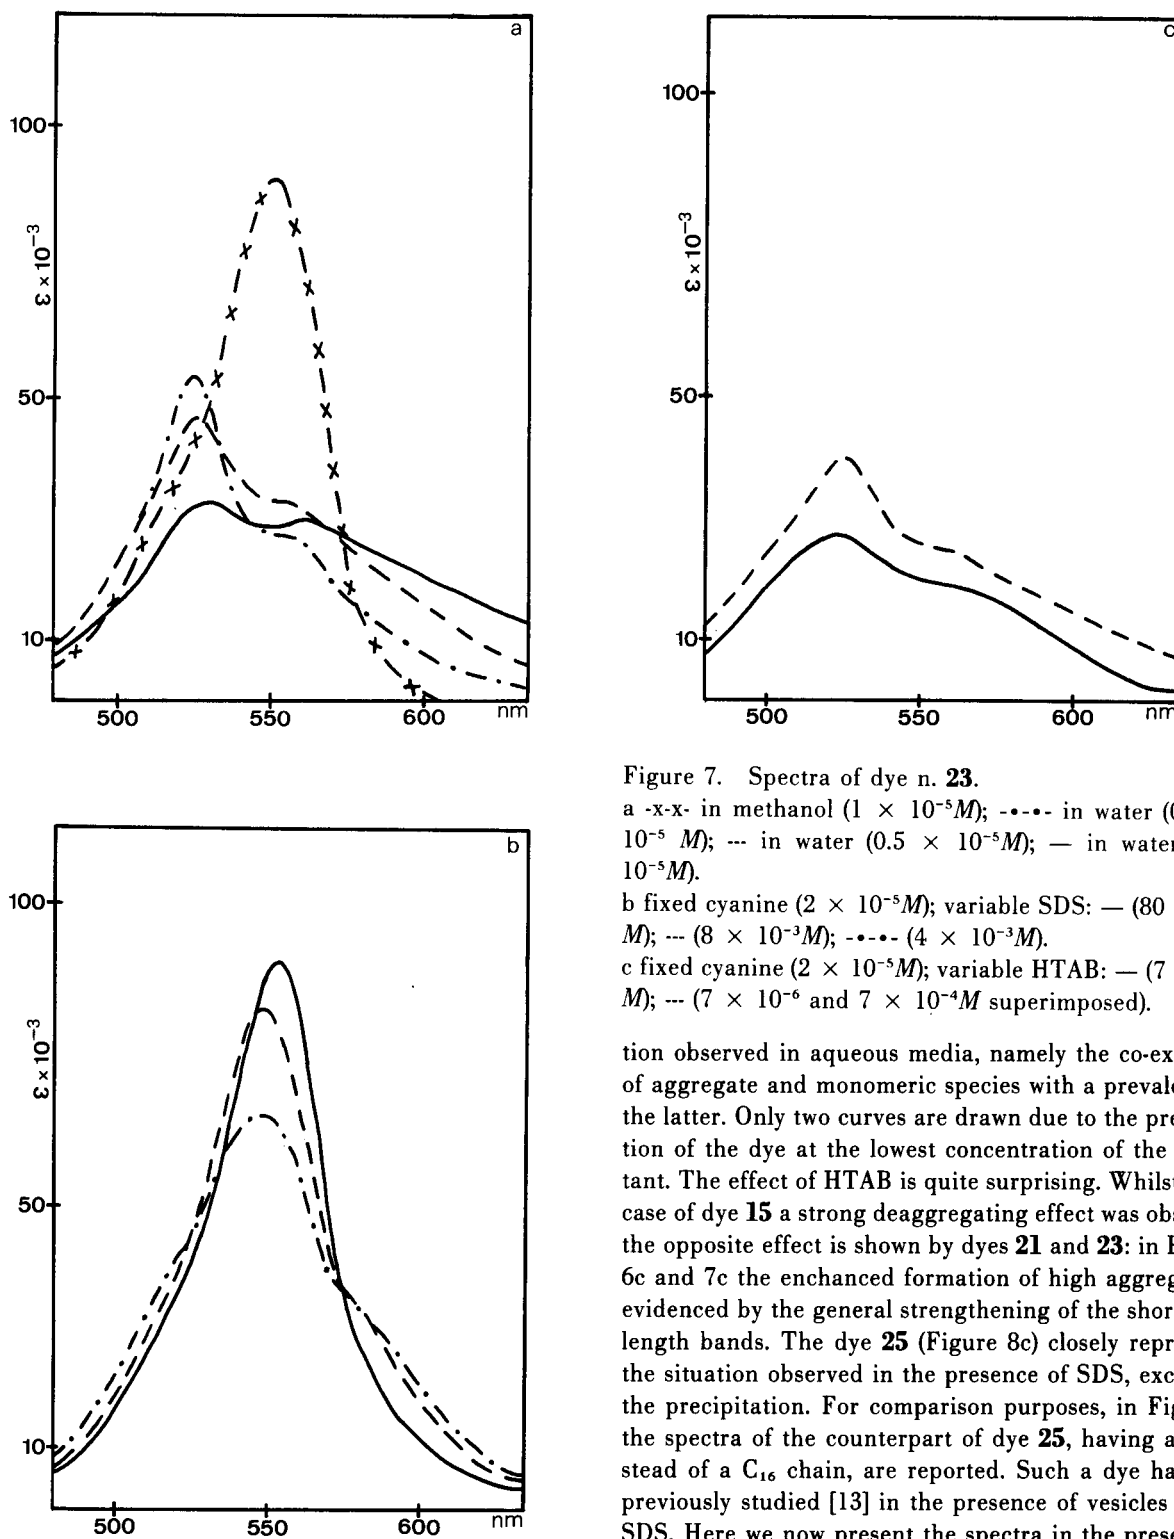 a
100
50
10
ε × 10⁻³
500 550 600 nm
b
100
50
10
ε × 10⁻³
500 550 600 nm
c
100
50
10
ε × 10⁻³
500 550 600 nm
Figure 7. Spectra of dye n. 23.
a -x-x- in methanol (1 × 10⁻⁵M); -•-•- in water (
10⁻⁵ M); --- in water (0.5 × 10⁻⁵M); — in water
10⁻⁵M).
b fixed cyanine (2 × 10⁻⁵M); variable SDS: — (80
M); --- (8 × 10⁻³M); -•-•- (4 × 10⁻³M).
c fixed cyanine (2 × 10⁻⁵M); variable HTAB: — (7
M); --- (7 × 10⁻⁶ and 7 × 10⁻⁴M superimposed).
tion observed in aqueous media, namely the co-ex
of aggregate and monomeric species with a prevale
the latter. Only two curves are drawn due to the pre
tion of the dye at the lowest concentration of the
tant. The effect of HTAB is quite surprising. Whilst
case of dye 15 a strong deaggregating effect was obs
the opposite effect is shown by dyes 21 and 23: in
6c and 7c the enchanced formation of high aggreg
evidenced by the general strengthening of the shor
length bands. The dye 25 (Figure 8c) closely repr
the situation observed in the presence of SDS, exc
the precipitation. For comparison purposes, in Fig
the spectra of the counterpart of dye 25, having a
stead of a C₁₆ chain, are reported. Such a dye ha
previously studied [13] in the presence of vesicles
SDS. Here we now present the spectra in the prese